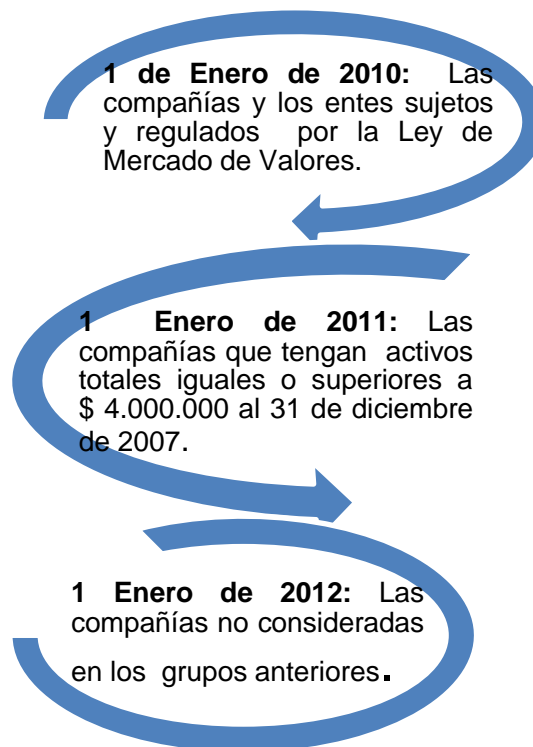 1 de Enero de 2010: Las
compañías y los entes sujetos
y regulados por la Ley de
Mercado de Valores.
1 Enero de 2011: Las
compañías que tengan activos
totales iguales o superiores a
$ 4.000.000 al 31 de diciembre
de 2007.
1 Enero de 2012: Las
compañías no consideradas
en los grupos anteriores.